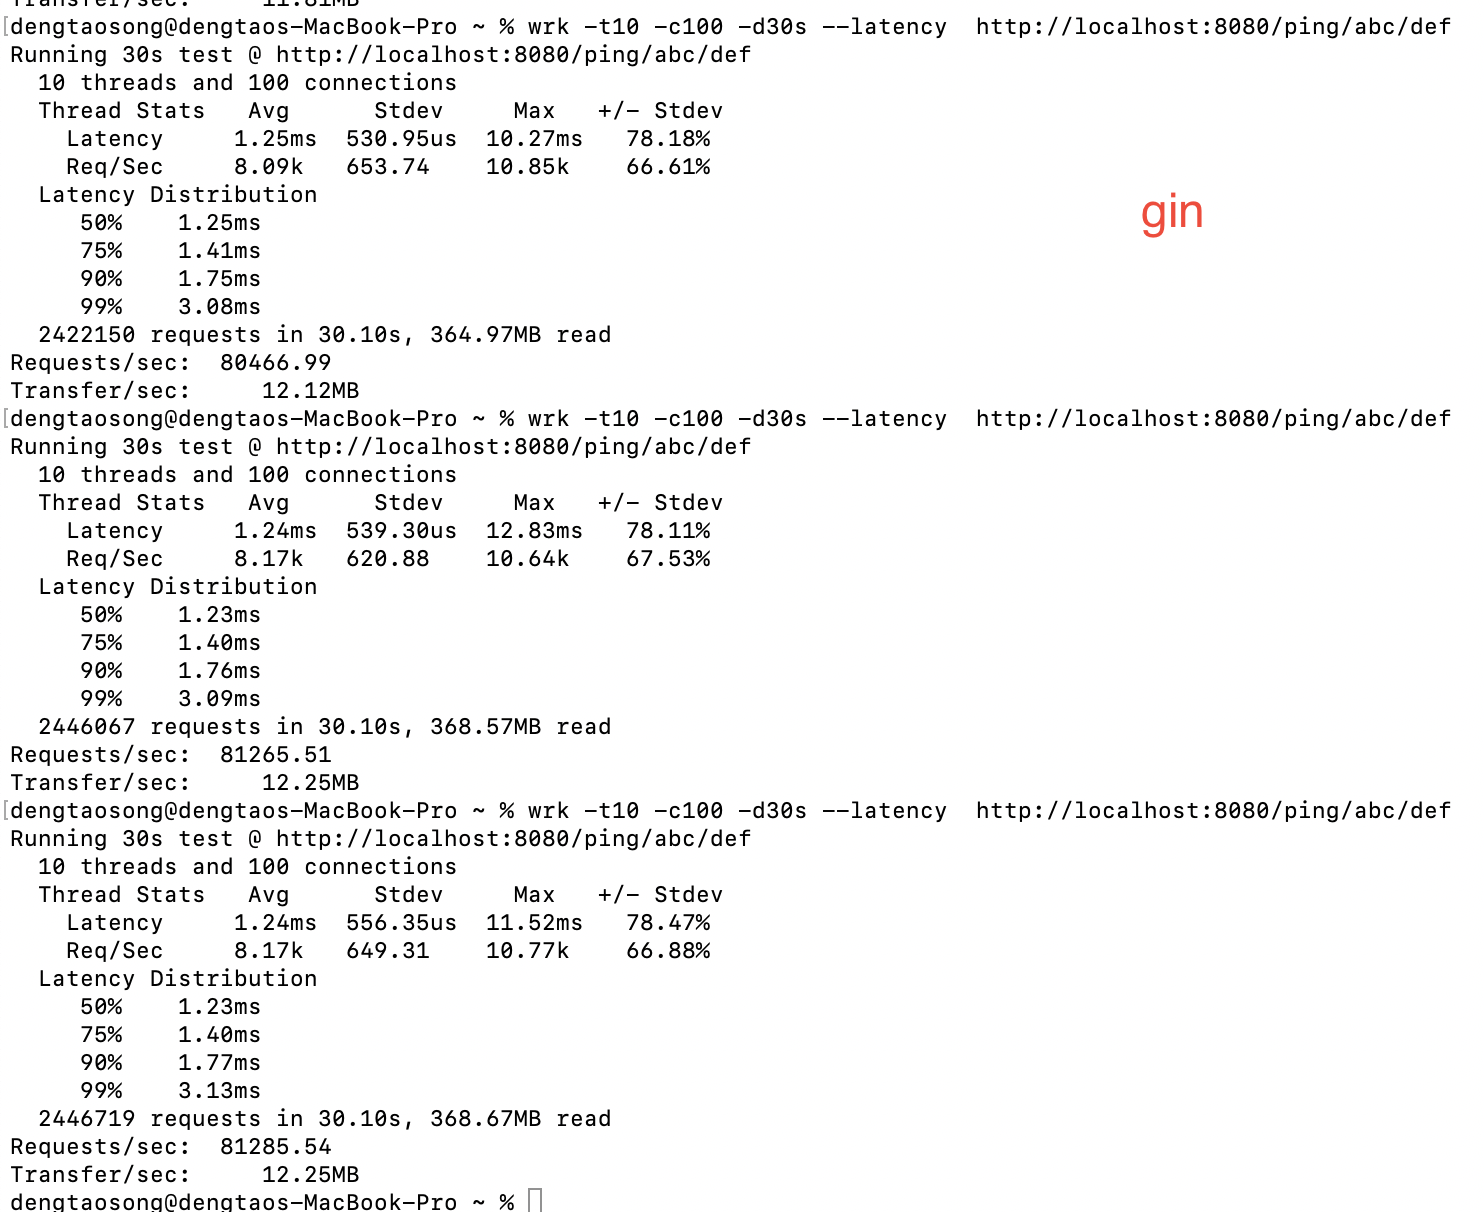 Transfer/sec:     11.81MB
[dengtaosong@dengtaos-MacBook-Pro ~ % wrk -t10 -c100 -d30s --latency  http://localhost:8080/ping/abc/def
Running 30s test @ http://localhost:8080/ping/abc/def
  10 threads and 100 connections
  Thread Stats   Avg      Stdev     Max   +/- Stdev
    Latency     1.25ms  530.95us  10.27ms   78.18%
    Req/Sec     8.09k   653.74    10.85k    66.61%
  Latency Distribution
gin
     50%    1.25ms
     75%    1.41ms
     90%    1.75ms
     99%    3.08ms
  2422150 requests in 30.10s, 364.97MB read
Requests/sec:  80466.99
Transfer/sec:     12.12MB
[dengtaosong@dengtaos-MacBook-Pro ~ % wrk -t10 -c100 -d30s --latency  http://localhost:8080/ping/abc/def
Running 30s test @ http://localhost:8080/ping/abc/def
  10 threads and 100 connections
  Thread Stats   Avg      Stdev     Max   +/- Stdev
    Latency     1.24ms  539.30us  12.83ms   78.11%
    Req/Sec     8.17k   620.88    10.64k    67.53%
  Latency Distribution
     50%    1.23ms
     75%    1.40ms
     90%    1.76ms
     99%    3.09ms
  2446067 requests in 30.10s, 368.57MB read
Requests/sec:  81265.51
Transfer/sec:     12.25MB
[dengtaosong@dengtaos-MacBook-Pro ~ % wrk -t10 -c100 -d30s --latency  http://localhost:8080/ping/abc/def
Running 30s test @ http://localhost:8080/ping/abc/def
  10 threads and 100 connections
  Thread Stats   Avg      Stdev     Max   +/- Stdev
    Latency     1.24ms  556.35us  11.52ms   78.47%
    Req/Sec     8.17k   649.31    10.77k    66.88%
  Latency Distribution
     50%    1.23ms
     75%    1.40ms
     90%    1.77ms
     99%    3.13ms
  2446719 requests in 30.10s, 368.67MB read
Requests/sec:  81285.54
Transfer/sec:     12.25MB
dengtaosong@dengtaos-MacBook-Pro ~ %